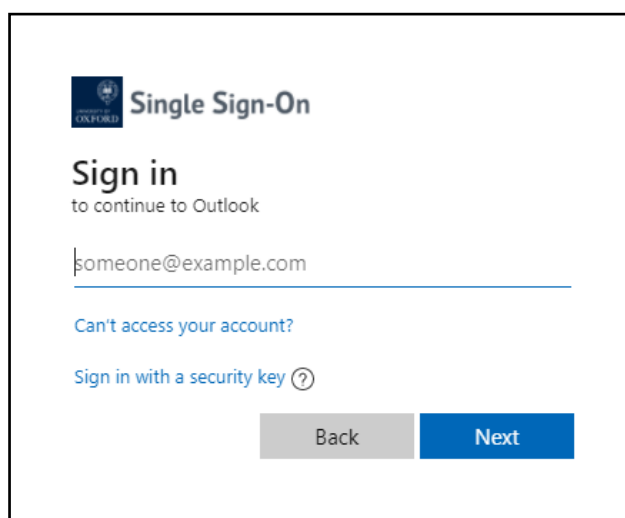 UNIVERSITY OF
OXFORD
Single Sign-On
Sign in
to continue to Outlook
someone@example.com
Can't access your account?
Sign in with a security key ?
Back
Next